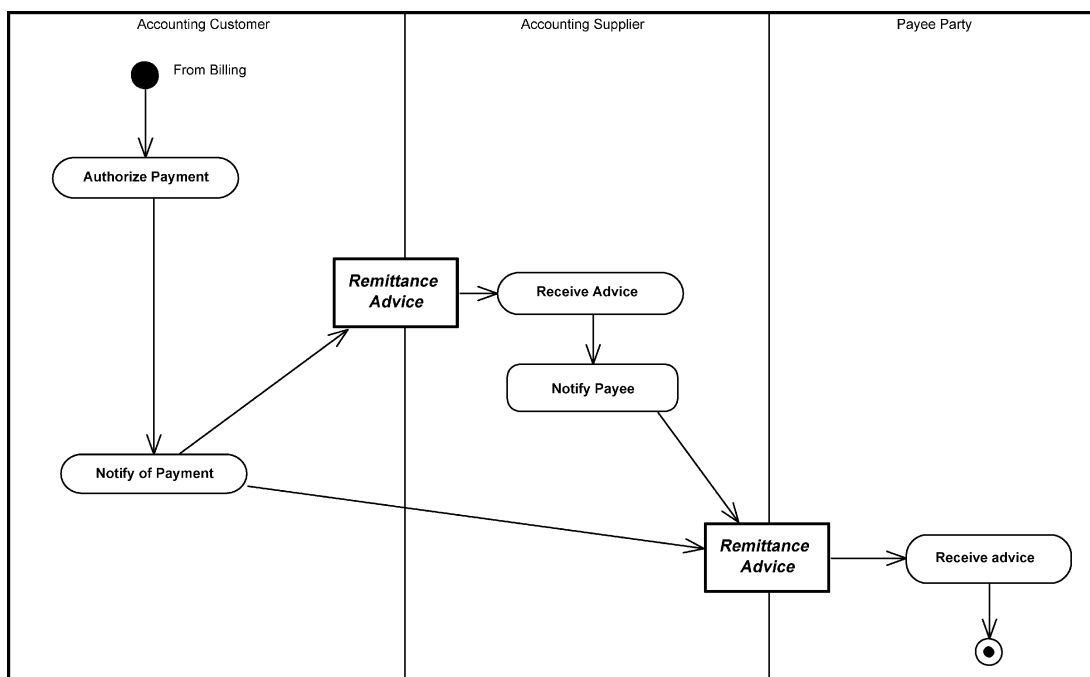 Accounting Customer
Accounting Supplier
Payee Party
From Billing
Authorize Payment
Remittance
Advice
Receive Advice
Notify Payee
Notify of Payment
Remittance
Advice
Receive advice